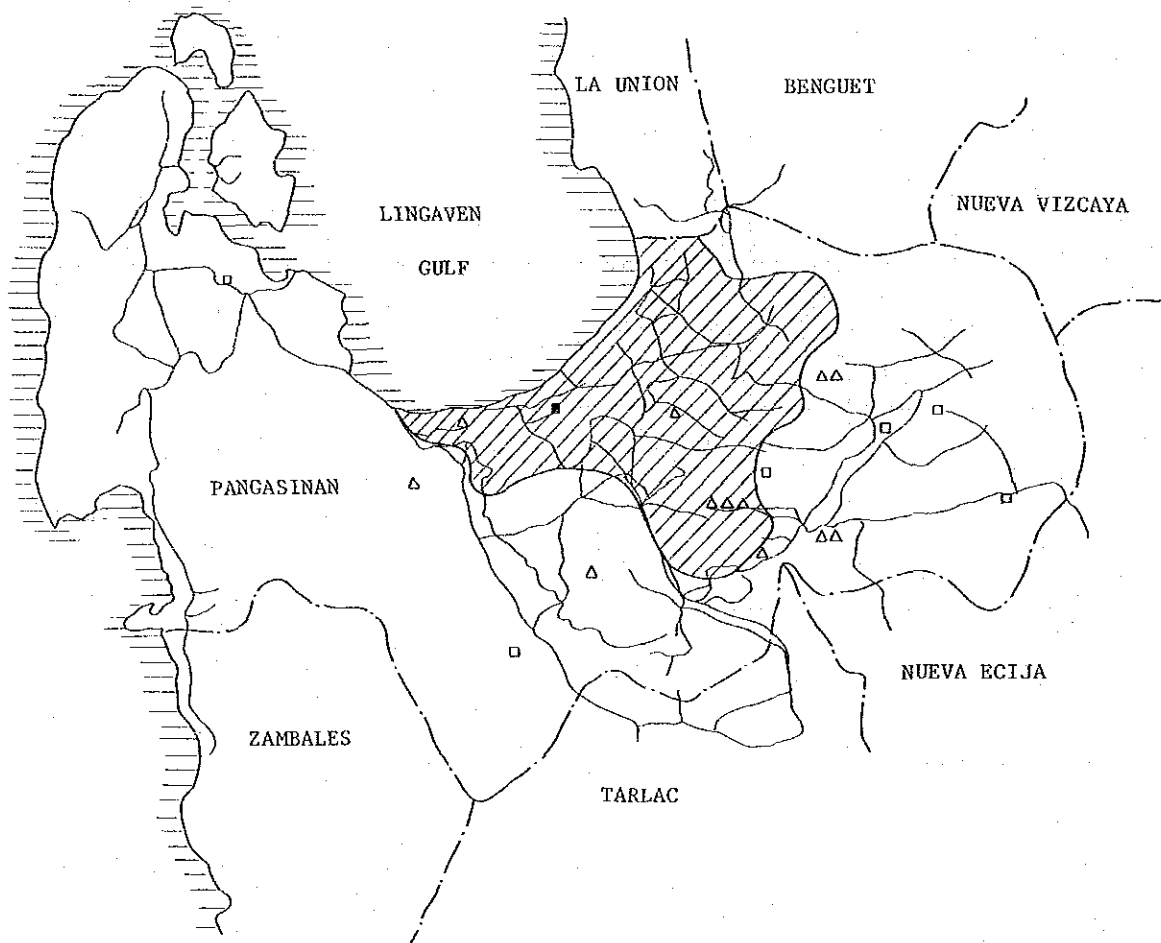 LA UNION
BENGUET
NUEVA VIZCAYA
LINGAVEN
GULF
PANGASINAN
NUEVA ECIJA
ZAMBALES
TARLAC